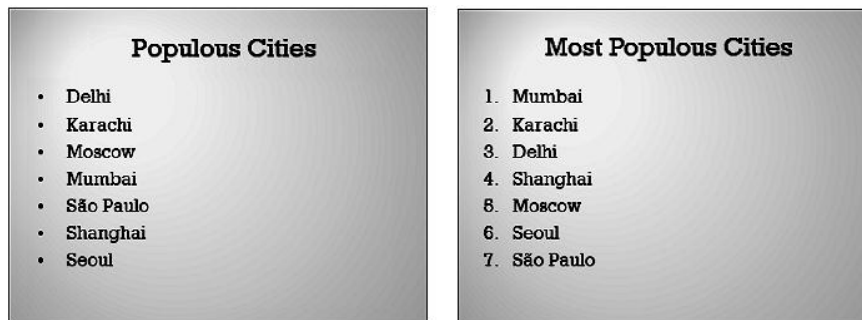 Populous Cities
• Delhi
• Karachi
• Moscow
• Mumbai
• São Paulo
• Shanghai
• Seoul
Most Populous Cities
1. Mumbai
2. Karachi
3. Delhi
4. Shanghai
5. Moscow
6. Seoul
7. São Paulo